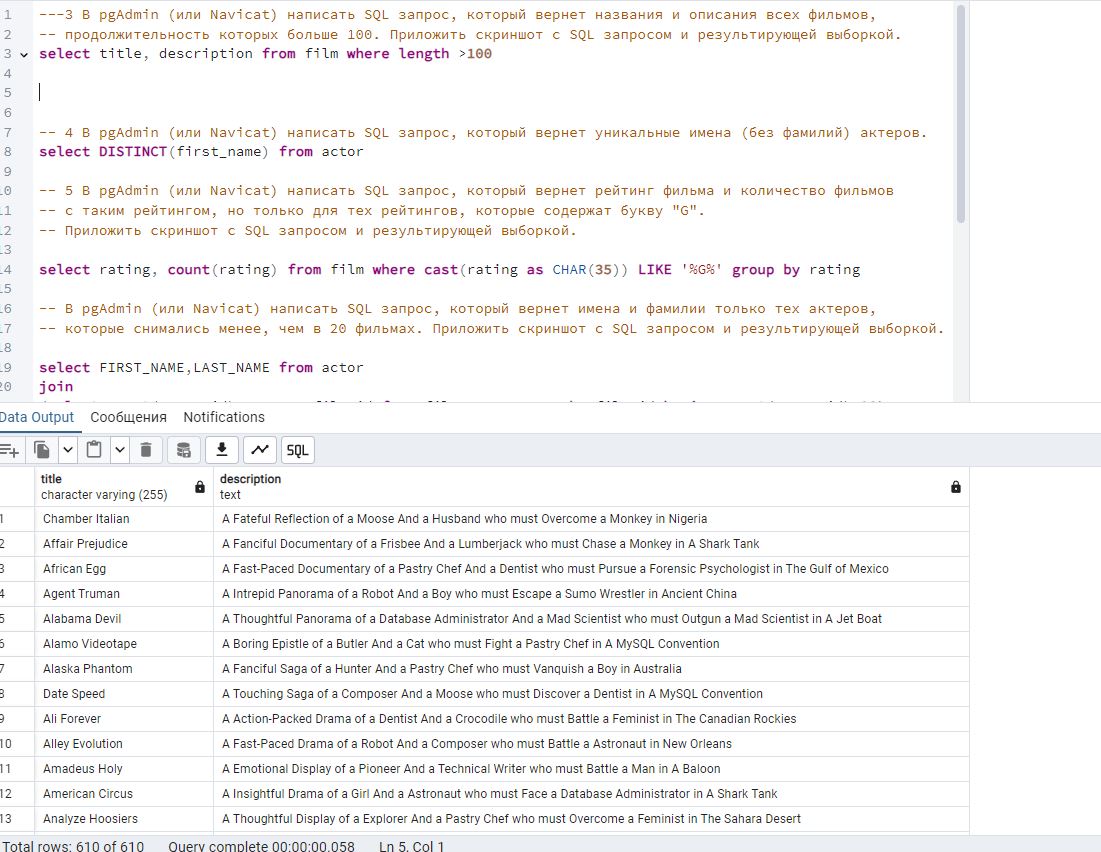 1 ---3 В pgAdmin (или Navicat) написать SQL запрос, который вернет названия и описания всех фильмов,
2 -- продолжительность которых больше 100. Приложить скриншот с SQL запросом и результирующей выборкой.
3 select title, description from film where length >100
4
5
6
7 -- 4 В pgAdmin (или Navicat) написать SQL запрос, который вернет уникальные имена (без фамилий) актеров.
8 select DISTINCT(first_name) from actor
9
10 -- 5 В pgAdmin (или Navicat) написать SQL запрос, который вернет рейтинг фильма и количество фильмов
11 -- с таким рейтингом, но только для тех рейтингов, которые содержат букву "G".
12 -- Приложить скриншот с SQL запросом и результирующей выборкой.
13
14 select rating, count(rating) from film where cast(rating as CHAR(35)) LIKE '%G%' group by rating
15
16 -- В pgAdmin (или Navicat) написать SQL запрос, который вернет имена и фамилии только тех актеров,
17 -- которые снимались менее, чем в 20 фильмах. Приложить скриншот с SQL запросом и результирующей выборкой.
18
19 select FIRST_NAME,LAST_NAME from actor
20 join
Data Output Сообщения Notifications
SQL
title description
character varying (255) text
1 Chamber Italian A Fateful Reflection of a Moose And a Husband who must Overcome a Monkey in Nigeria
2 Affair Prejudice A Fanciful Documentary of a Frisbee And a Lumberjack who must Chase a Monkey in A Shark Tank
3 African Egg A Fast-Paced Documentary of a Pastry Chef And a Dentist who must Pursue a Forensic Psychologist in The Gulf of Mexico
4 Agent Truman A Intrepid Panorama of a Robot And a Boy who must Escape a Sumo Wrestler in Ancient China
5 Alabama Devil A Thoughtful Panorama of a Database Administrator And a Mad Scientist who must Outgun a Mad Scientist in A Jet Boat
6 Alamo Videotape A Boring Epistle of a Butler And a Cat who must Fight a Pastry Chef in A MySQL Convention
7 Alaska Phantom A Fanciful Saga of a Hunter And a Pastry Chef who must Vanquish a Boy in Australia
8 Date Speed A Touching Saga of a Composer And a Moose who must Discover a Dentist in A MySQL Convention
9 Ali Forever A Action-Packed Drama of a Dentist And a Crocodile who must Battle a Feminist in The Canadian Rockies
10 Alley Evolution A Fast-Paced Drama of a Robot And a Composer who must Battle a Astronaut in New Orleans
11 Amadeus Holy A Emotional Display of a Pioneer And a Technical Writer who must Battle a Man in A Baloon
12 American Circus A Insightful Drama of a Girl And a Astronaut who must Face a Database Administrator in A Shark Tank
13 Analyze Hoosiers A Thoughtful Display of a Explorer And a Pastry Chef who must Overcome a Feminist in The Sahara Desert
Total rows: 610 of 610 Query complete 00:00:00.058 Ln 5, Col 1